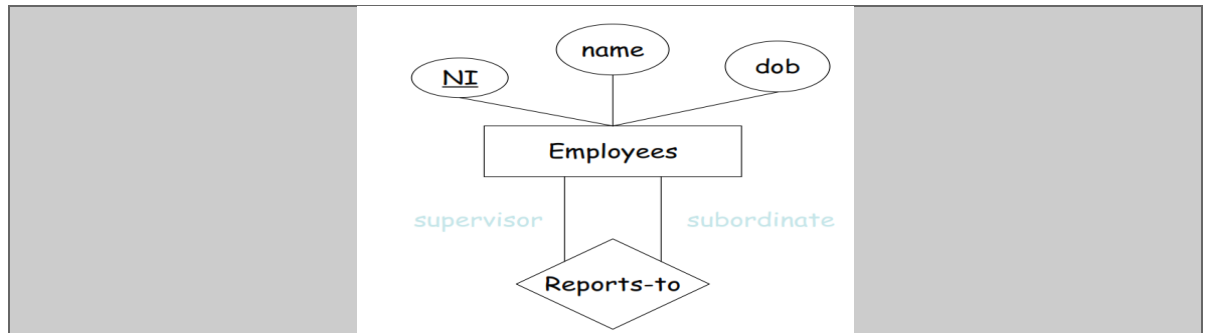 name
NI
dob
Employees
supervisor
subordinate
Reports-to